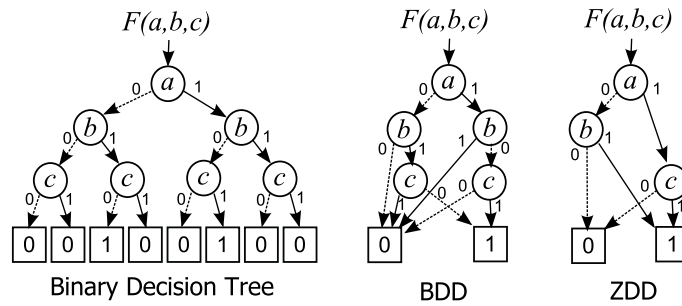 F(a,b,c) F(a,b,c) F(a,b,c)
0 a 1 0 a 1 0 a 1
0 b 1 0 b 1 0 b 1 1 b 0 0 b 1
0 c 1 0 c 1 0 c 1 0 c 1 1 c 0 0 c 1 0 c 1
0 0 1 0 0 1 0 0 0 1 0 1
Binary Decision Tree BDD ZDD